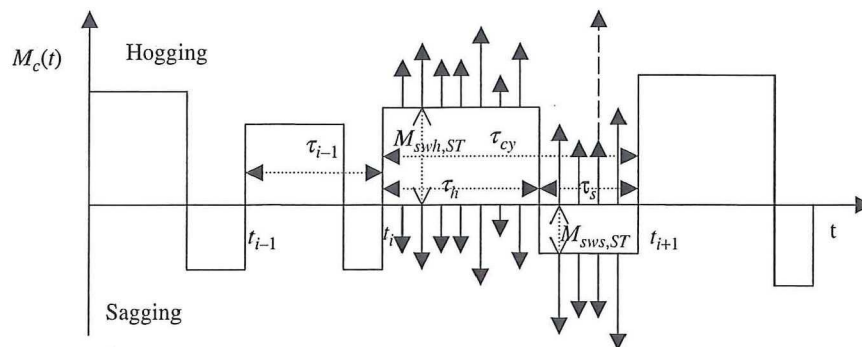 Hogging
M_c(t)
M_{swh,ST}
τ_{cy}
τ_{i–1}
τ_h
τ_s
t_{i–1}
t_i
M_{sws,ST}
t_{i+1}
t
Sagging